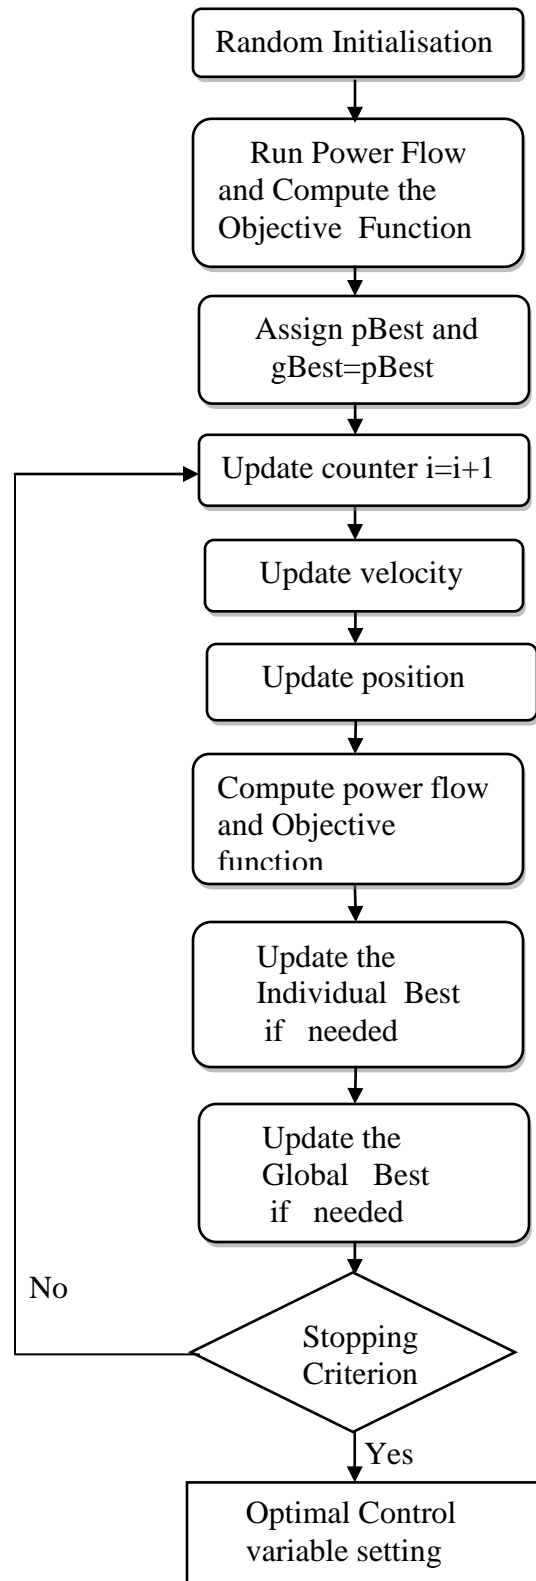 Random Initialisation
Run Power Flow
and Compute the
Objective Function
Assign pBest and
gBest=pBest
Update counter i=i+1
Update velocity
Update position
Compute power flow
and Objective
function
Update the
Individual Best
if needed
Update the
Global Best
if needed
No
Stopping
Criterion
Yes
Optimal Control
variable setting